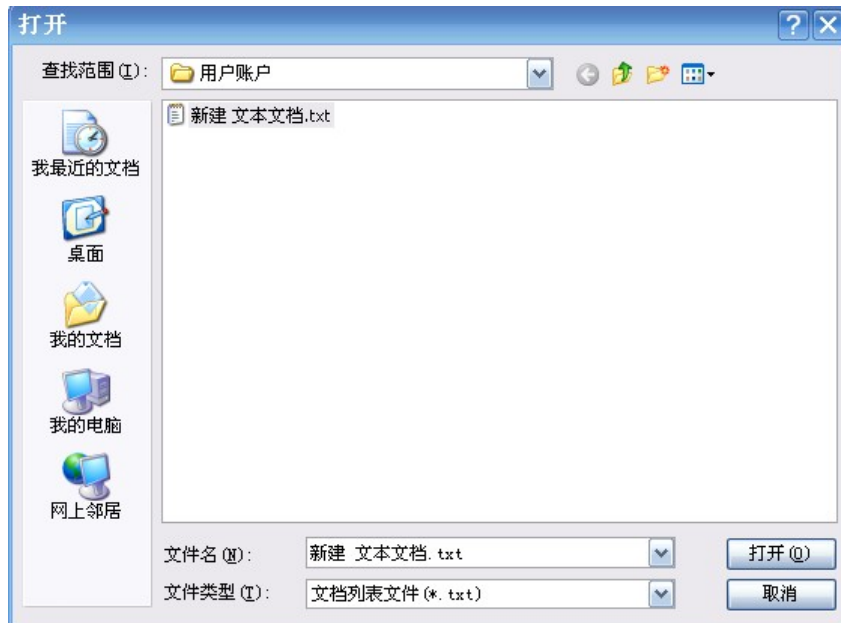 打开
查找范围(I): 用户账户
新建 文本文档.txt
我最近的文档
桌面
我的文档
我的电脑
网上邻居
文件名(N): 新建 文本文档.txt 打开(O)
文件类型(T): 文档列表文件(*.txt) 取消